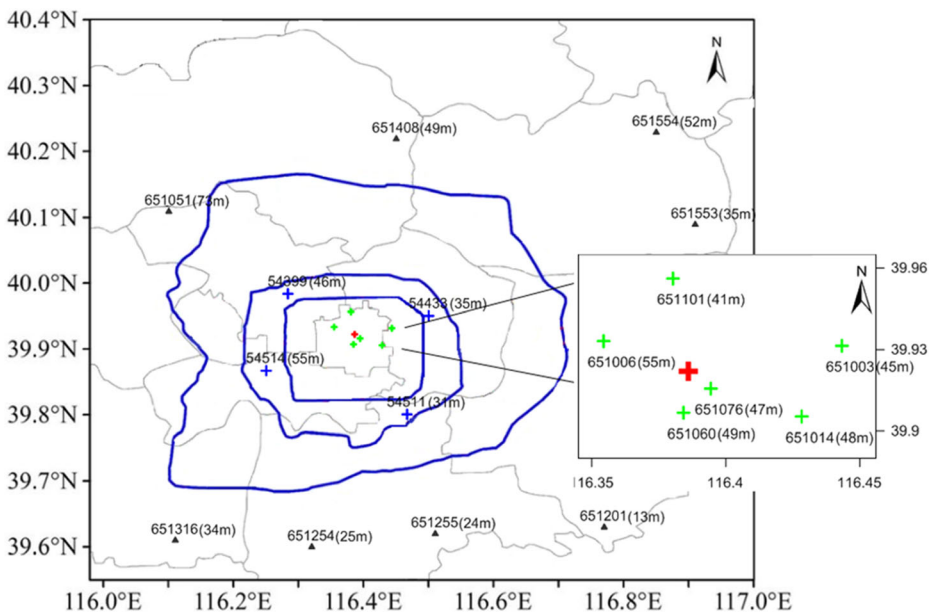 40.4°N
N
40.3°N
651408(49m)
651554(52m)
40.2°N
651051(73m)
651553(35m)
40.1°N
40.0°N
54399(46m)
54433(35m)
39.9°N
54514(55m)
54511(31m)
39.8°N
39.7°N
651316(34m)
651254(25m)
651255(24m)
651201(13m)
39.6°N
116.0°E
116.2°E
116.4°E
116.6°E
116.8°E
117.0°E
N
39.96
651101(41m)
39.93
651006(55m)
651003(45m)
651076(47m)
651060(49m)
651014(48m)
39.9
116.35
116.4
116.45